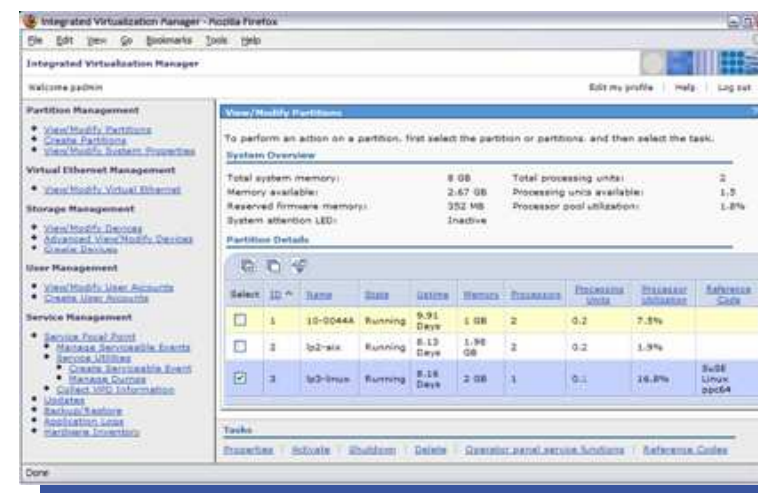 Integrated Virtualization Manager - Mozilla Firefox
File Edit View Go Bookmarks Tools Help
Integrated Virtualization Manager
Welcome padmin
Edit my profile | Help | Log out
Partition Management
View/Modify Partitions
Create Partitions
View/Modify System Properties
Virtual Ethernet Management
View/Modify Virtual Ethernet
Storage Management
View/Modify Devices
Advanced View/Modify Devices
Create Devices
User Management
View/Modify User Accounts
Create User Accounts
Service Management
Service Focal Point
Manage Serviceable Events
Service Utilities
Create Serviceable Event
Manage Dumps
Collect VPD Information
Updates
Backup/Restore
Application Logs
Hardware Inventory
View/Modify Partitions
To perform an action on a partition, first select the partition or partitions, and then select the task.
System Overview
Total system memory: 8 GB Total processing units: 2
Memory available: 2.67 GB Processing units available: 1.5
Reserved firmware memory: 352 MB Processor pool utilization: 1.8%
System attention LED: Inactive
Partition Details
Select ID ^ Name State Uptime Memory Processors Processing Units Processor Utilization Reference Code
1 10-0044A Running 9.91 Days 1 GB 2 0.2 7.5%
2 lp2-aix Running 8.13 Days 1.98 GB 2 0.2 1.9%
3 lp3-linux Running 8.16 Days 2 GB 1 0.1 16.8% SuSE Linux ppc64
Tasks
Properties | Activate | Shutdown | Delete | Operator panel service functions | Reference Codes
Done